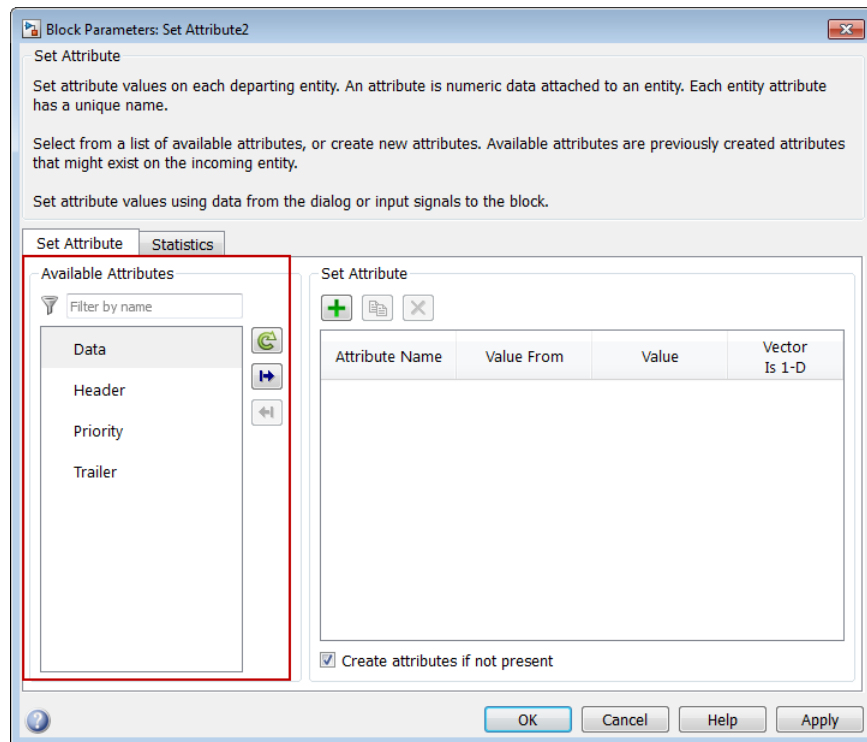 Block Parameters: Set Attribute2
Set Attribute
Set attribute values on each departing entity. An attribute is numeric data attached to an entity. Each entity attribute
has a unique name.
Select from a list of available attributes, or create new attributes. Available attributes are previously created attributes
that might exist on the incoming entity.
Set attribute values using data from the dialog or input signals to the block.
Set Attribute
Statistics
Available Attributes
Filter by name
Data
Header
Priority
Trailer
Set Attribute
Attribute Name
Value From
Value
Vector
Is 1-D
Create attributes if not present
OK
Cancel
Help
Apply